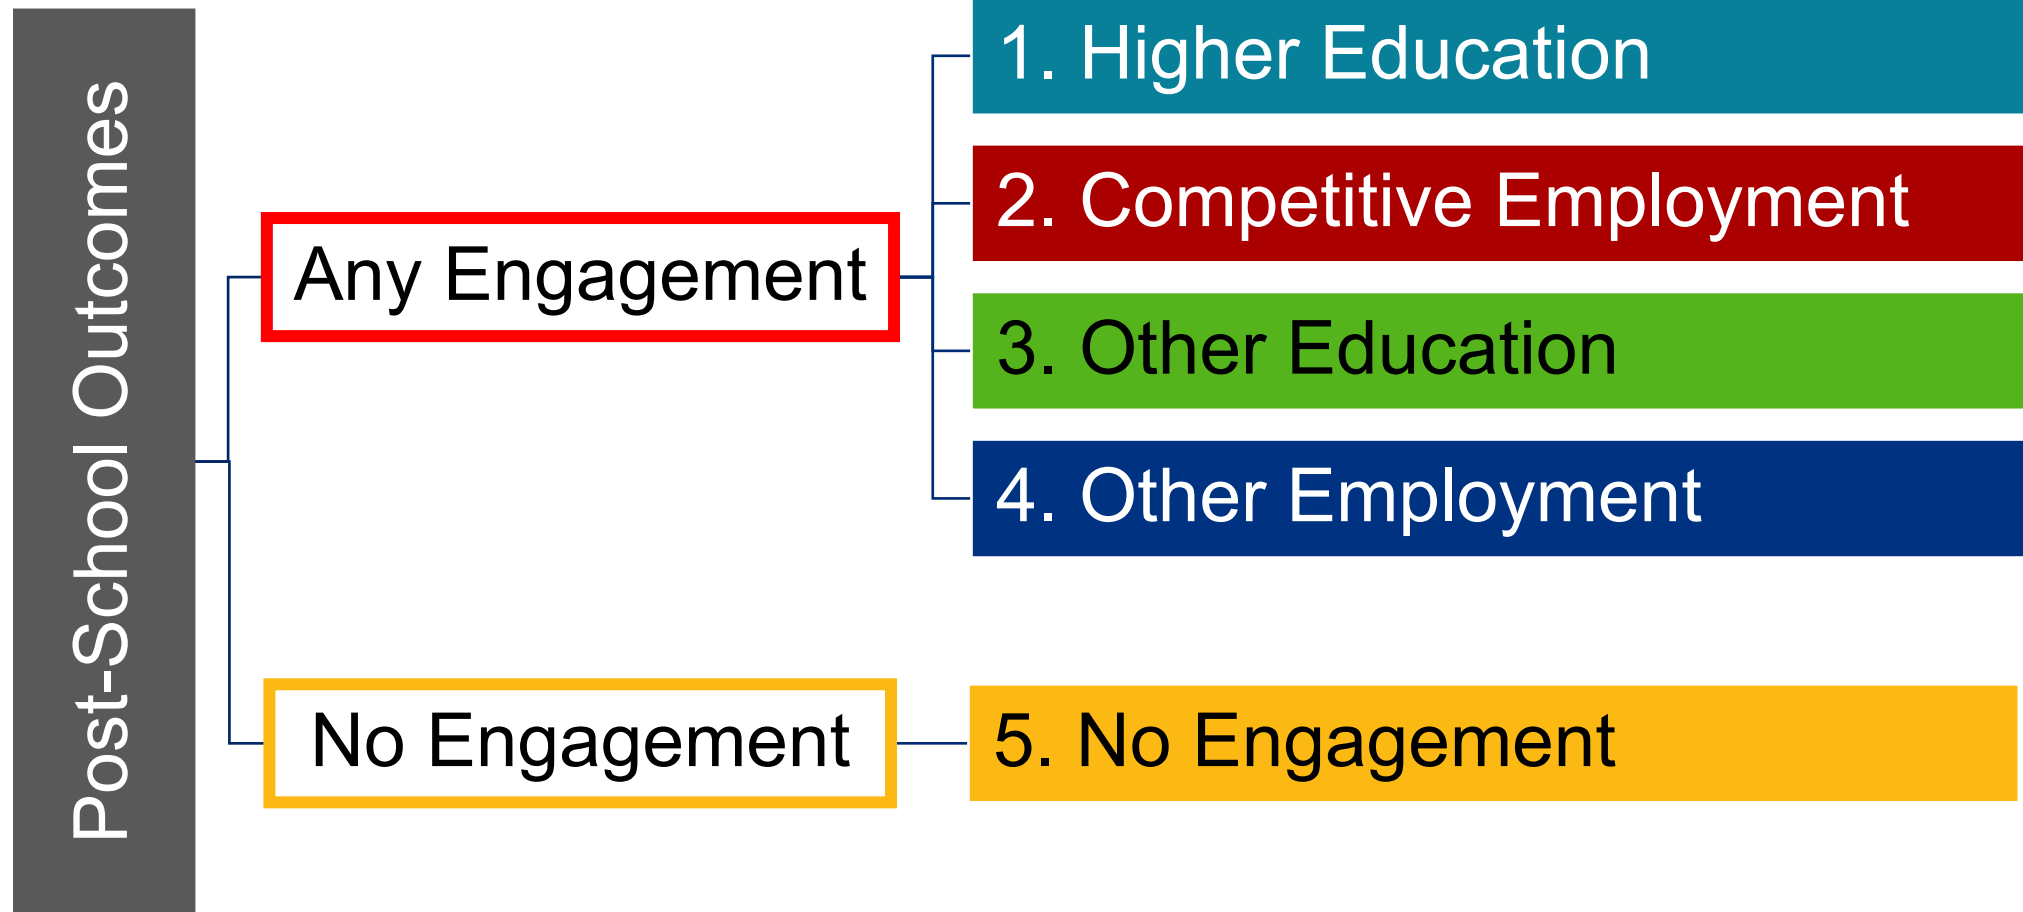 Post-School Outcomes
Any Engagement
1. Higher Education
2. Competitive Employment
3. Other Education
4. Other Employment
No Engagement
5. No Engagement